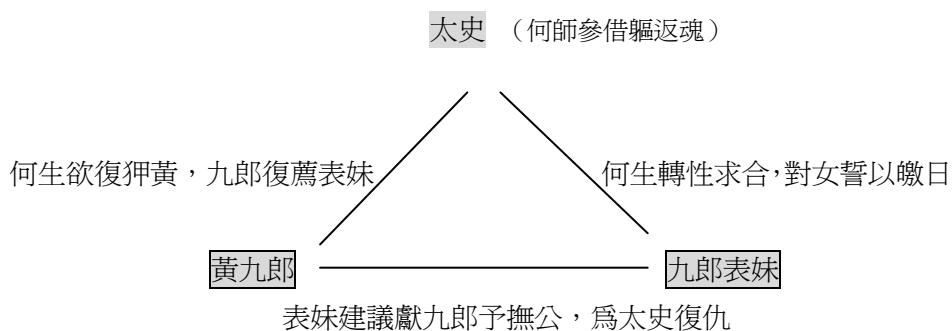 太史 （何師參借軀返魂）
何生欲復狎黃，九郎復薦表妹
何生轉性求合，對女誓以皦日
黃九郎
九郎表妹
表妹建議獻九郎予撫公，爲太史復仇